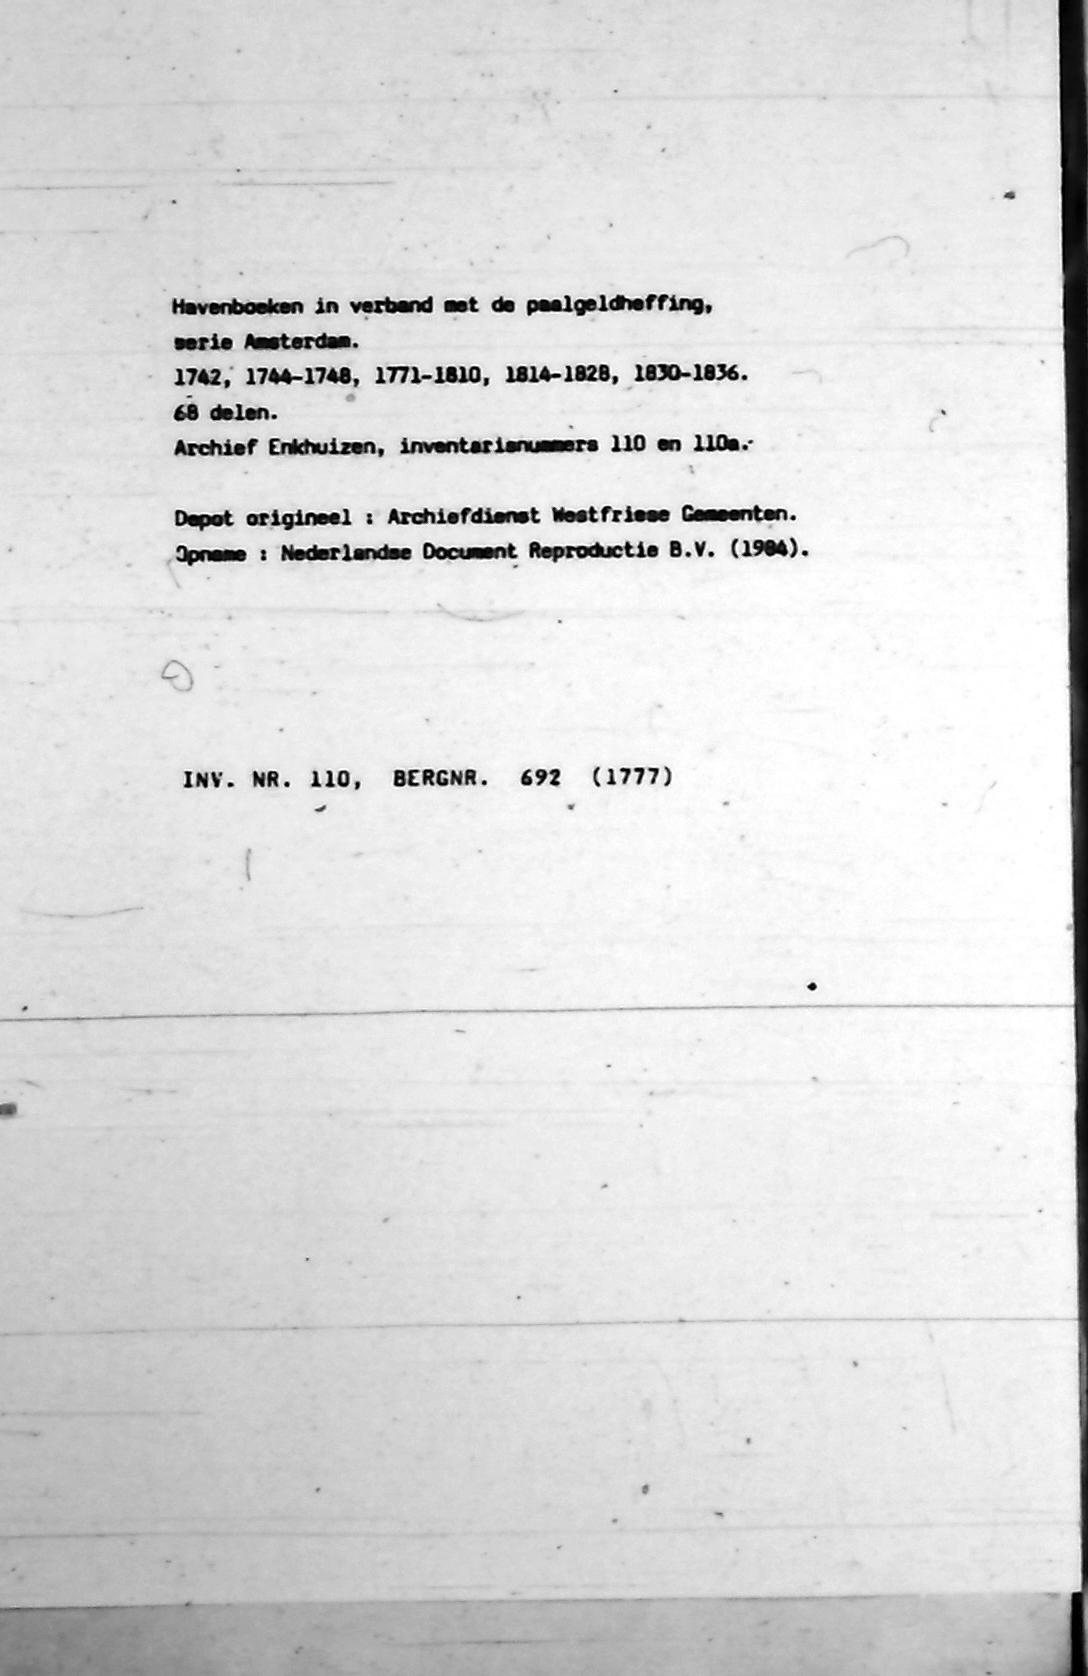 Havenboeken in verband met de paalgeldheffing,
serie Amsterdam.
1742, 1744-1748, 1771-1810, 1814-1828, 1830-1836.
68 delen.
Archief Enkhuizen, inventarisnummers 110 en 110a.
Depot origineel : Archiefdienst Westfriese Gemeenten.
Opname : Nederlandse Document Reproductie B.V. (1984).
INV. NR. 110, BERGNR. 692 (1777)